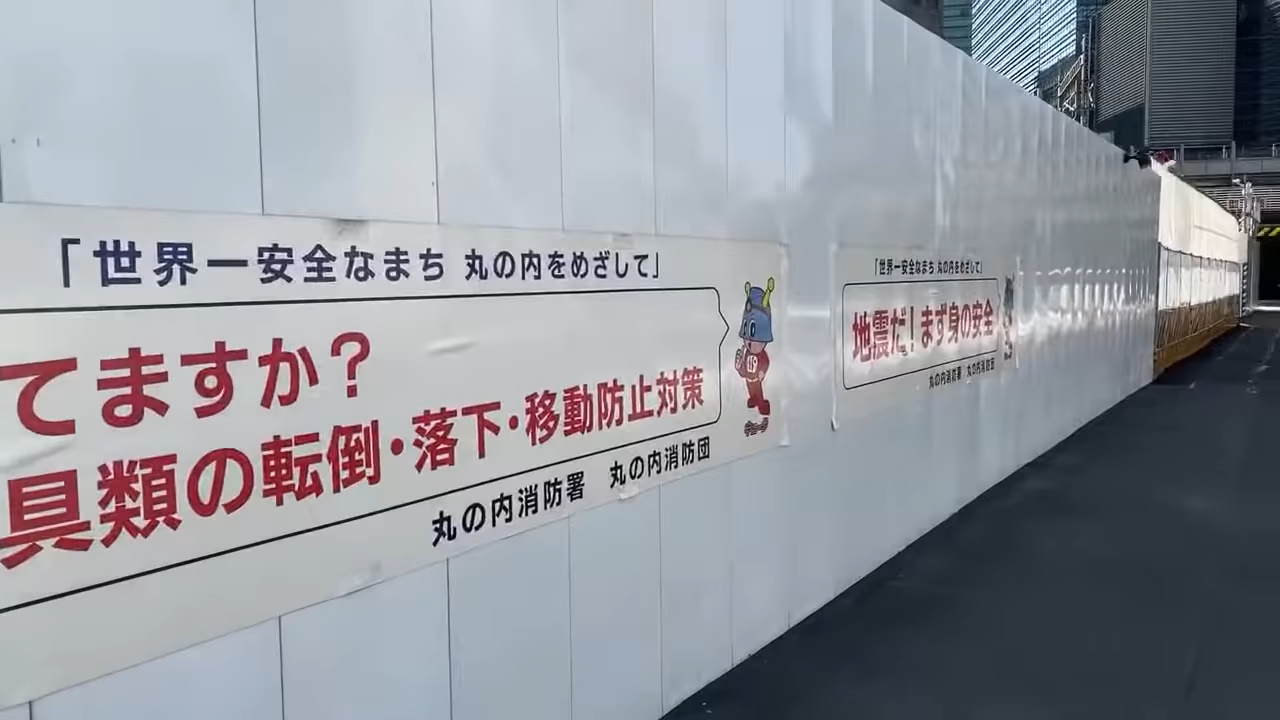 「世界一安全なまち 丸の内をめざして」
てますか？
具類の転倒・落下・移動防止対策
丸の内消防署 丸の内消防団
「世界一安全なまち 丸の内をめざして」
地震だ！まず身の安全
丸の内消防署 丸の内消防団